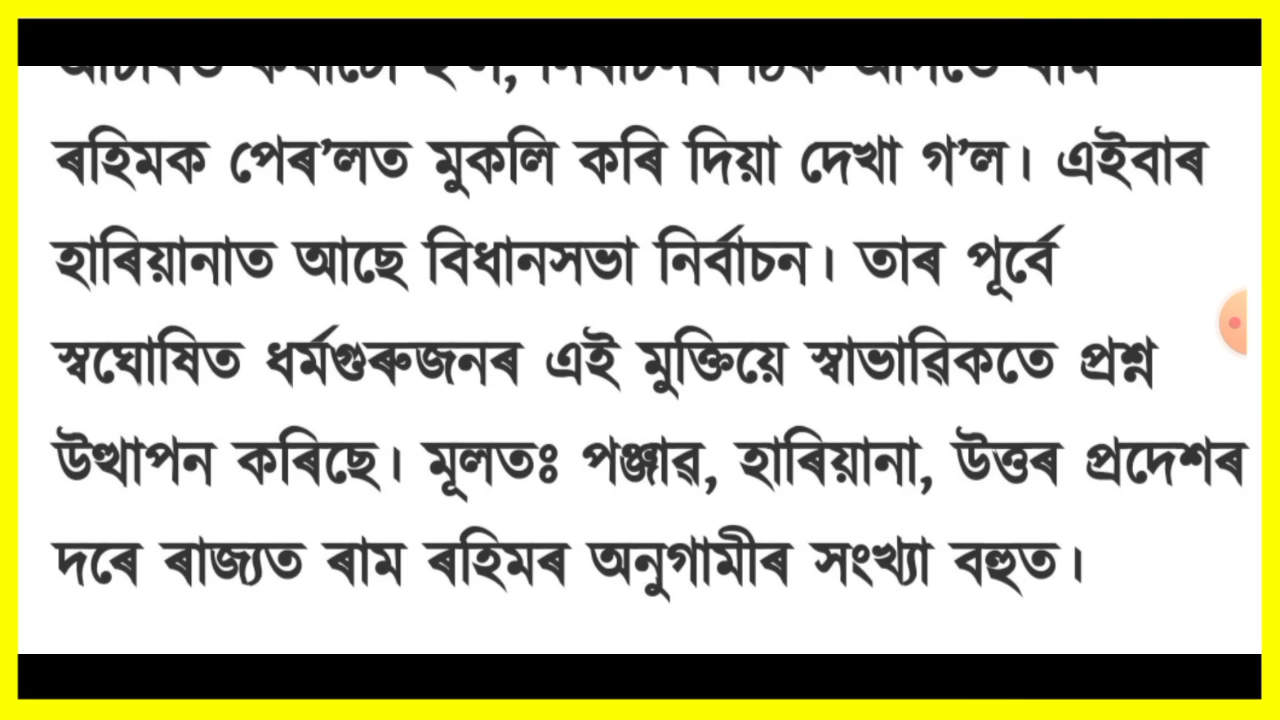 ৰহিমক পেৰ’লত মুকলি কৰি দিয়া দেখা গ’ল। এইবাৰ
হাৰিয়ানাত আছে বিধানসভা নিৰ্বাচন। তাৰ পূৰ্বে
স্বঘোষিত ধৰ্মগুৰুজনৰ এই মুক্তিয়ে স্বাভাৱিকতে প্ৰশ্ন
উত্থাপন কৰিছে। মূলতঃ পঞ্জাৱ, হাৰিয়ানা, উত্তৰ প্ৰদেশৰ
দৰে ৰাজ্যত ৰাম ৰহিমৰ অনুগামীৰ সংখ্যা বহুত।